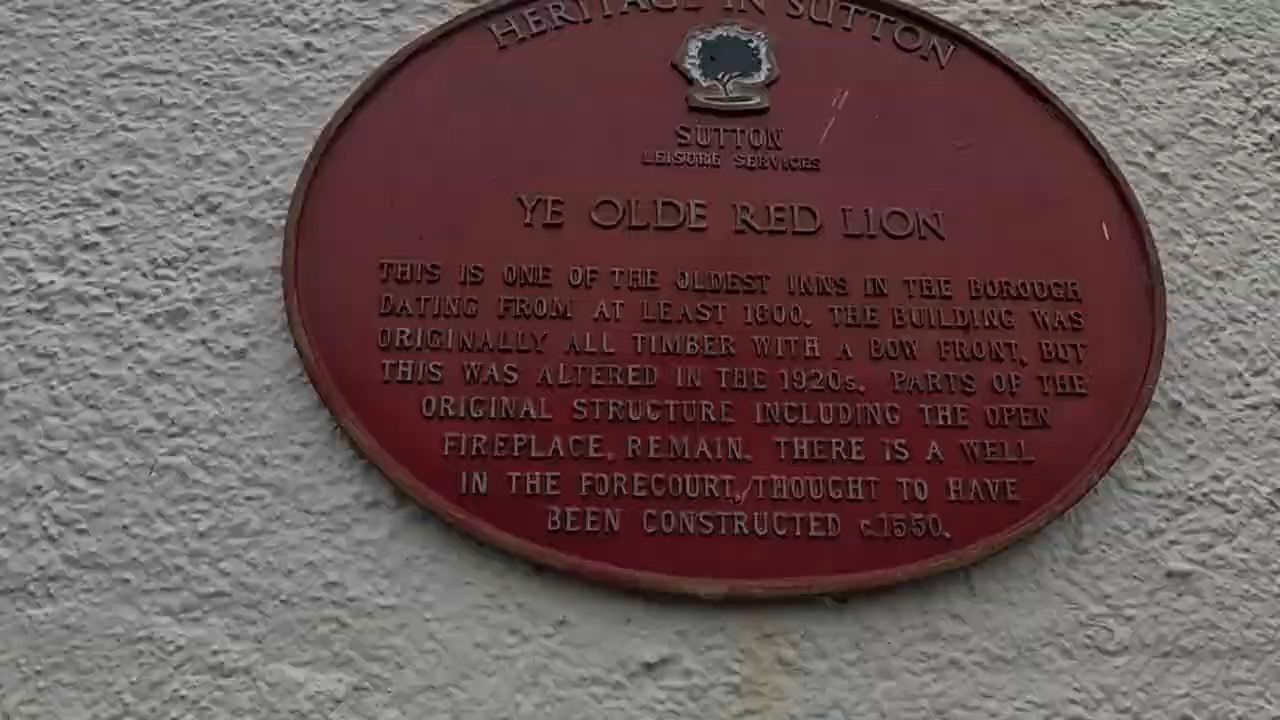 HERITAGE IN SUTTON
SUTTON
LEISURE SERVICES
YE OLDE RED LION
THIS IS ONE OF THE OLDEST INNS IN THE BOROUGH
DATING FROM AT LEAST 1600. THE BUILDING WAS
ORIGINALLY ALL TIMBER WITH A BOW FRONT, BUT
THIS WAS ALTERED IN THE 1920s. PARTS OF THE
ORIGINAL STRUCTURE INCLUDING THE OPEN
FIREPLACE, REMAIN. THERE IS A WELL
IN THE FORECOURT, THOUGHT TO HAVE
BEEN CONSTRUCTED c.1550.